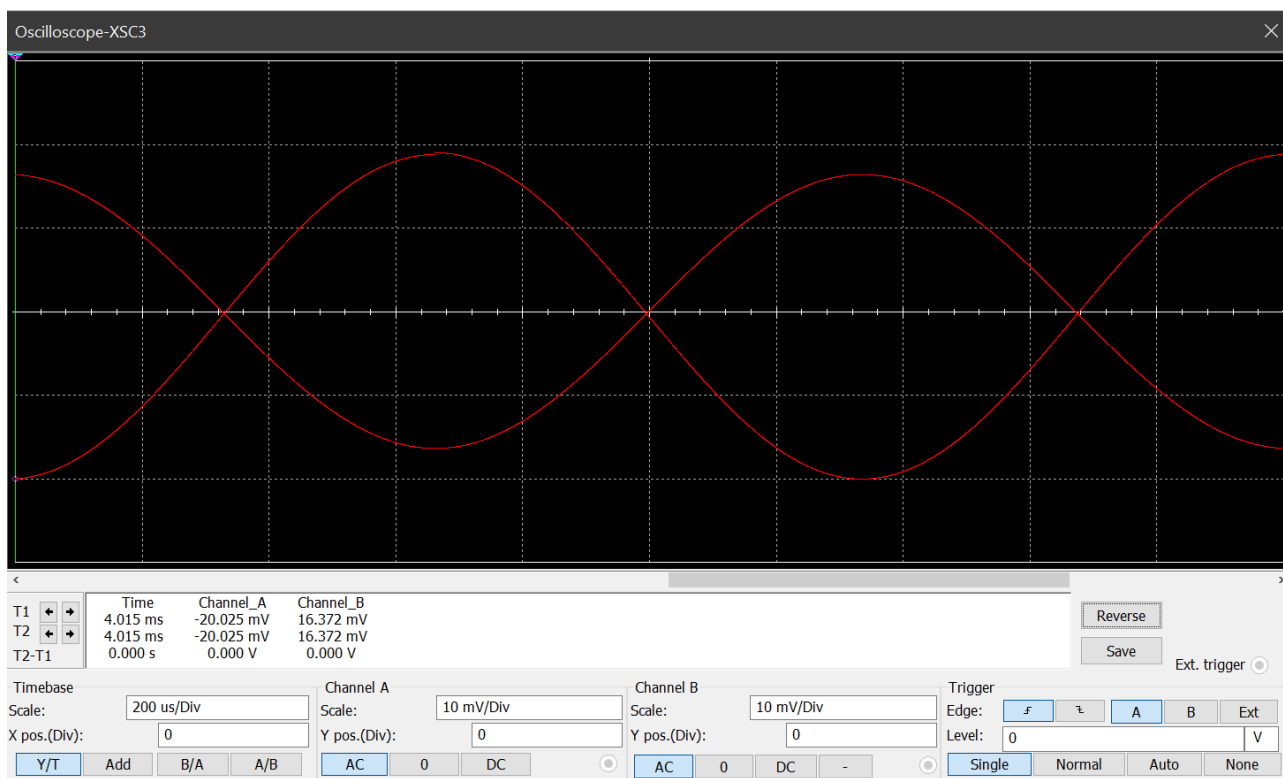 Oscilloscope-XSC3
Time Channel_A Channel_B
T1 4.015 ms -20.025 mV 16.372 mV
T2 4.015 ms -20.025 mV 16.372 mV
T2-T1 0.000 s 0.000 V 0.000 V
Reverse
Save
Ext. trigger
Timebase
Scale: 200 us/Div
X pos.(Div): 0
Y/T Add B/A A/B
Channel A
Scale: 10 mV/Div
Y pos.(Div): 0
AC 0 DC
Channel B
Scale: 10 mV/Div
Y pos.(Div): 0
AC 0 DC -
Trigger
Edge: A B Ext
Level: 0 V
Single Normal Auto None